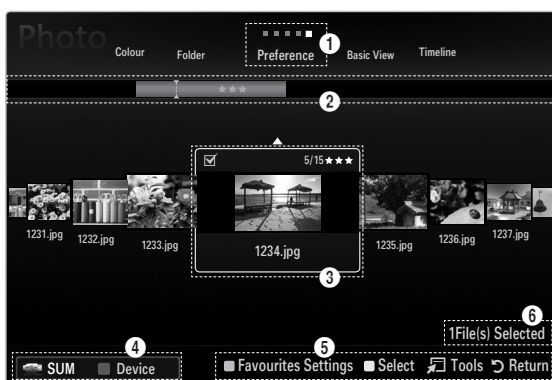 Photo
Colour Folder Preference Basic View Timeline
1
2
★★★
5/15★★★
1231.jpg 1232.jpg 1233.jpg 1234.jpg 1235.jpg 1236.jpg 1237.jpg
3
1File(s) Selected
4 5 6
SUM Device Favourites Settings Select Tools Return